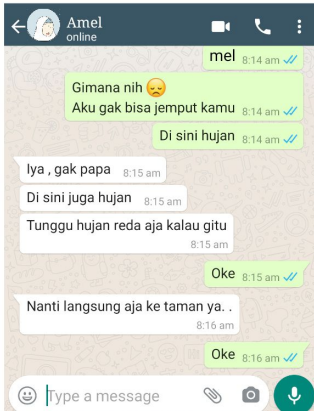 Amel
online
mel 8:14 am
Gimana nih 😞
Aku gak bisa jemput kamu 8:14 am
Di sini hujan 8:14 am
Iya , gak papa 8:15 am
Di sini juga hujan 8:15 am
Tunggu hujan reda aja kalau gitu
8:15 am
Oke 8:15 am
Nanti langsung aja ke taman ya. .
8:16 am
Oke 8:16 am
Type a message